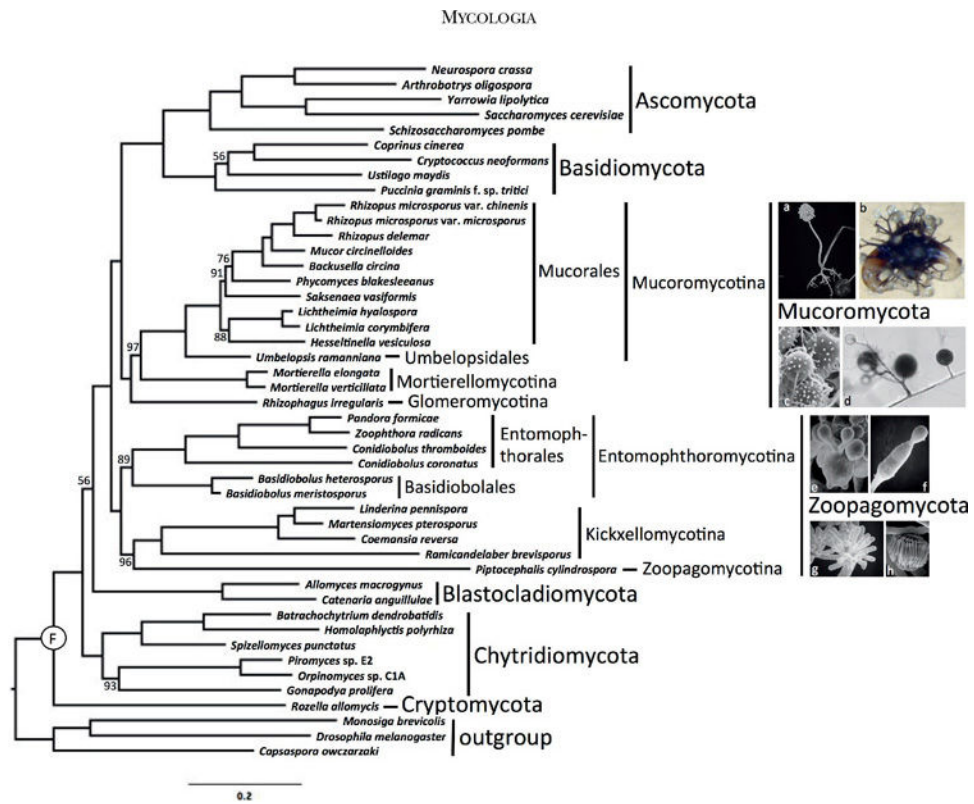 MYCOLOGIA
Neurospora crassa
Arthrobotrys oligospora
Yarrowia lipolytica
Saccharomyces cerevisiae
Schizosaccharomyces pombe
Ascomycota
Coprinus cinerea
56
Cryptococcus neoformans
Ustilago maydis
Puccinia graminis f. sp. tritici
Basidiomycota
Rhizopus microsporus var. chinenis
Rhizopus microsporus var. microsporus
Rhizopus delemar
Mucor circinelloides
76
Backusella circina
91
Phycomyces blakesleeanus
Saksenaea vasiformis
Lichtheimia hyalospora
Lichtheimia corymbifera
88
Hesseltinella vesiculosa
Mucorales
97
Umbelopsis ramanniana
Umbelopsidales
Mucoromycotina
Mortierella elongata
Mortierella verticillata
Mortierellomycotina
Rhizophagus irregularis
Glomeromycotina
a
b
Mucoromycota
c
d
Pandora formicae
Zoophthora radicans
Conidiobolus thromboides
Conidiobolus coronatus
Entomoph-
thorales
89
Basidiobolus heterosporus
Basidiobolus meristosporus
Basidiobolales
Entomophthoromycotina
56
Linderina pennispora
Martensiomyces pterosporus
Coemansia reversa
Ramicandelaber brevisporus
Kickxellomycotina
96
Piptocephalis cylindrospora
Zoopagomycotina
e
f
Zoopagomycota
g
h
Allomyces macrogynus
Catenaria anguillulae
Blastocladiomycota
Batrachochytrium dendrobatidis
Homolaphlyctis polyrhiza
F
Spizellomyces punctatus
Piromyces sp. E2
Orpinomyces sp. C1A
93
Gonapodya prolifera
Chytridiomycota
Rozella allomycis
Cryptomycota
Monosiga brevicolis
Drosophila melanogaster
Capsaspora owczarzaki
outgroup
0.2